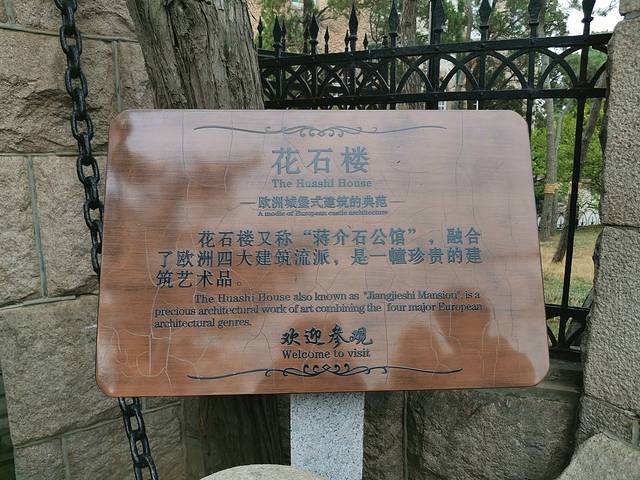 花石楼
The Huashi House
—欧洲城堡式建筑的典范—
A modle of European castle architecture
花石楼又称“蒋介石公馆”，融合
了欧洲四大建筑流派，是一幢珍贵的建
筑艺术品。
The Huashi House also known as "Jiangjieshi Mansion", is a
precious architectural work of art combining the four major European
architectural genres.
欢迎参观
Welcome to visit